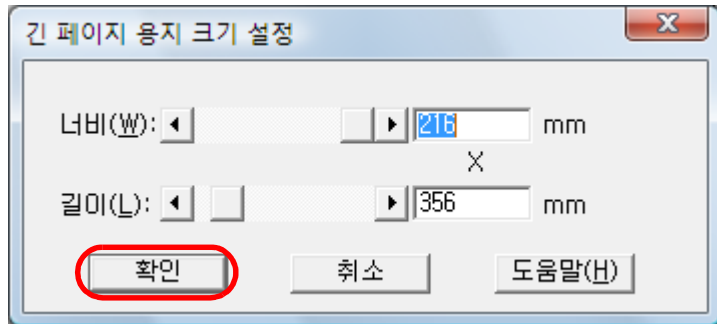 긴 페이지 용지 크기 설정
너비(W): 216 mm
X
길이(L): 356 mm
확인 취소 도움말(H)